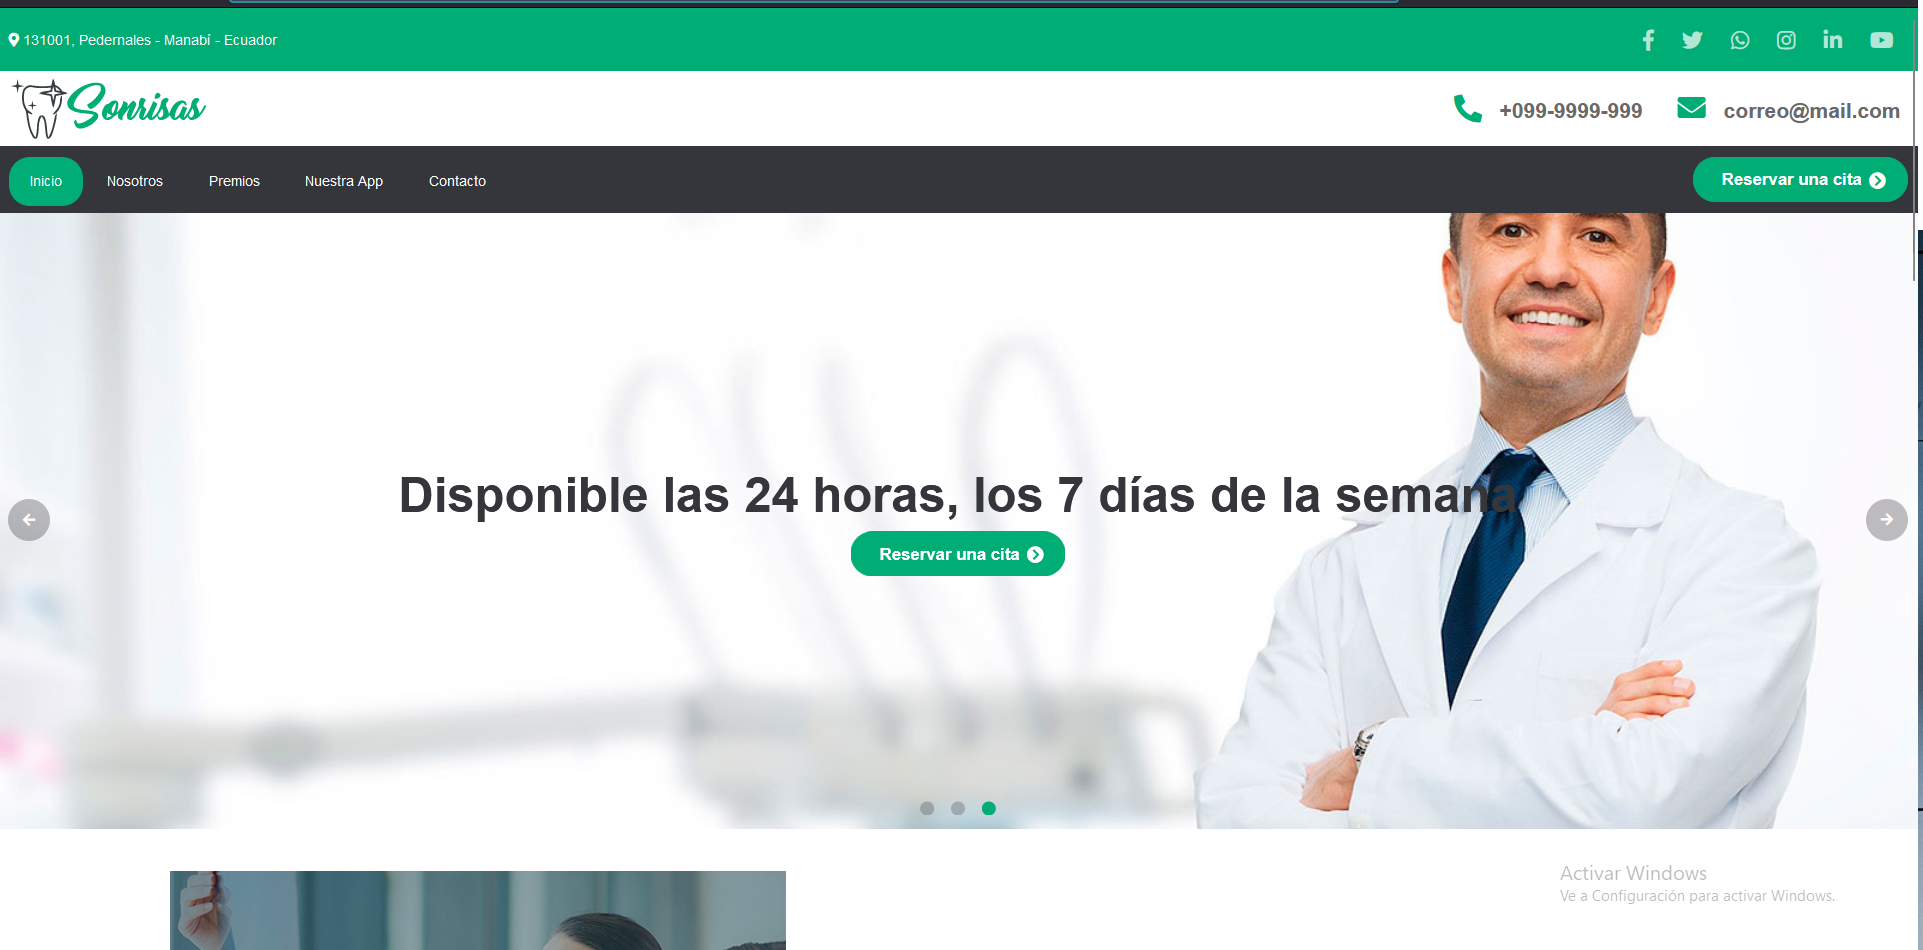 131001, Pedernales - Manabí - Ecuador
Sonrisas
+099-9999-999
correo@mail.com
Inicio
Nosotros
Premios
Nuestra App
Contacto
Reservar una cita
Disponible las 24 horas, los 7 días de la semana
Reservar una cita
Activar Windows
Ve a Configuración para activar Windows.